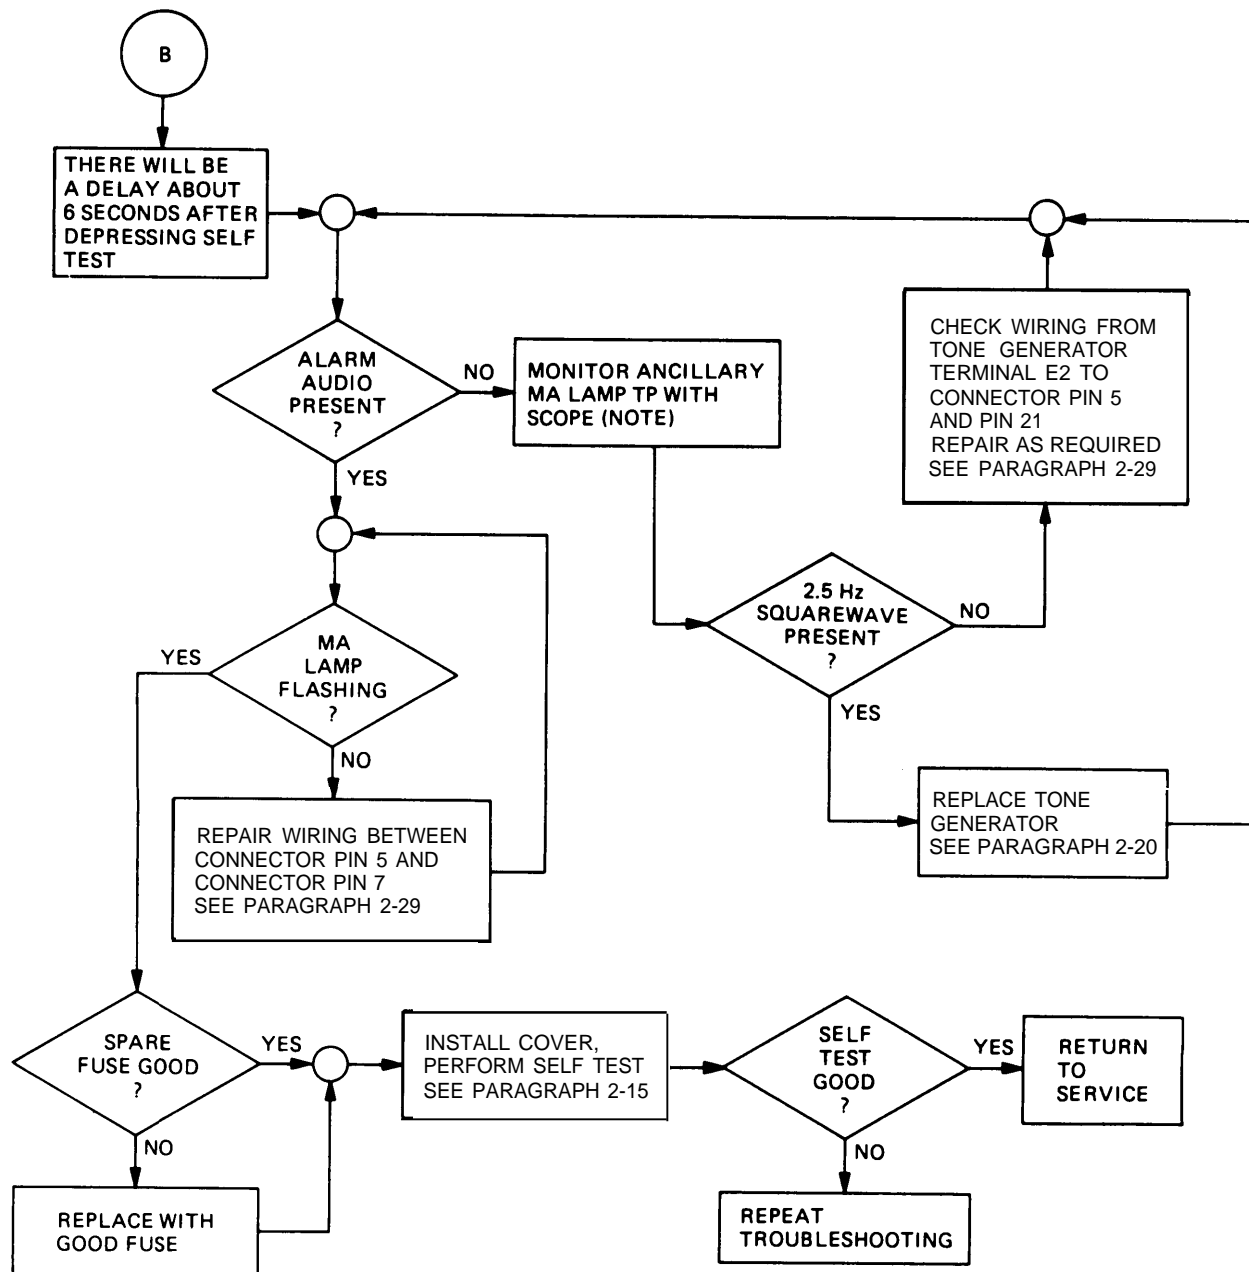 B
THERE WILL BE
A DELAY ABOUT
6 SECONDS AFTER
DEPRESSING SELF
TEST
ALARM
AUDIO
PRESENT
?
NO
YES
MONITOR ANCILLARY
MA LAMP TP WITH
SCOPE (NOTE)
CHECK WIRING FROM
TONE GENERATOR
TERMINAL E2 TO
CONNECTOR PIN 5
AND PIN 21
REPAIR AS REQUIRED
SEE PARAGRAPH 2-29
2.5 Hz
SQUAREWAVE
PRESENT
?
NO
YES
MA
LAMP
FLASHING
?
YES
NO
REPAIR WIRING BETWEEN
CONNECTOR PIN 5 AND
CONNECTOR PIN 7
SEE PARAGRAPH 2-29
REPLACE TONE
GENERATOR
SEE PARAGRAPH 2-20
SPARE
FUSE GOOD
?
YES
NO
REPLACE WITH
GOOD FUSE
INSTALL COVER,
PERFORM SELF TEST
SEE PARAGRAPH 2-15
SELF
TEST
GOOD
?
YES
NO
RETURN
TO
SERVICE
REPEAT
TROUBLESHOOTING